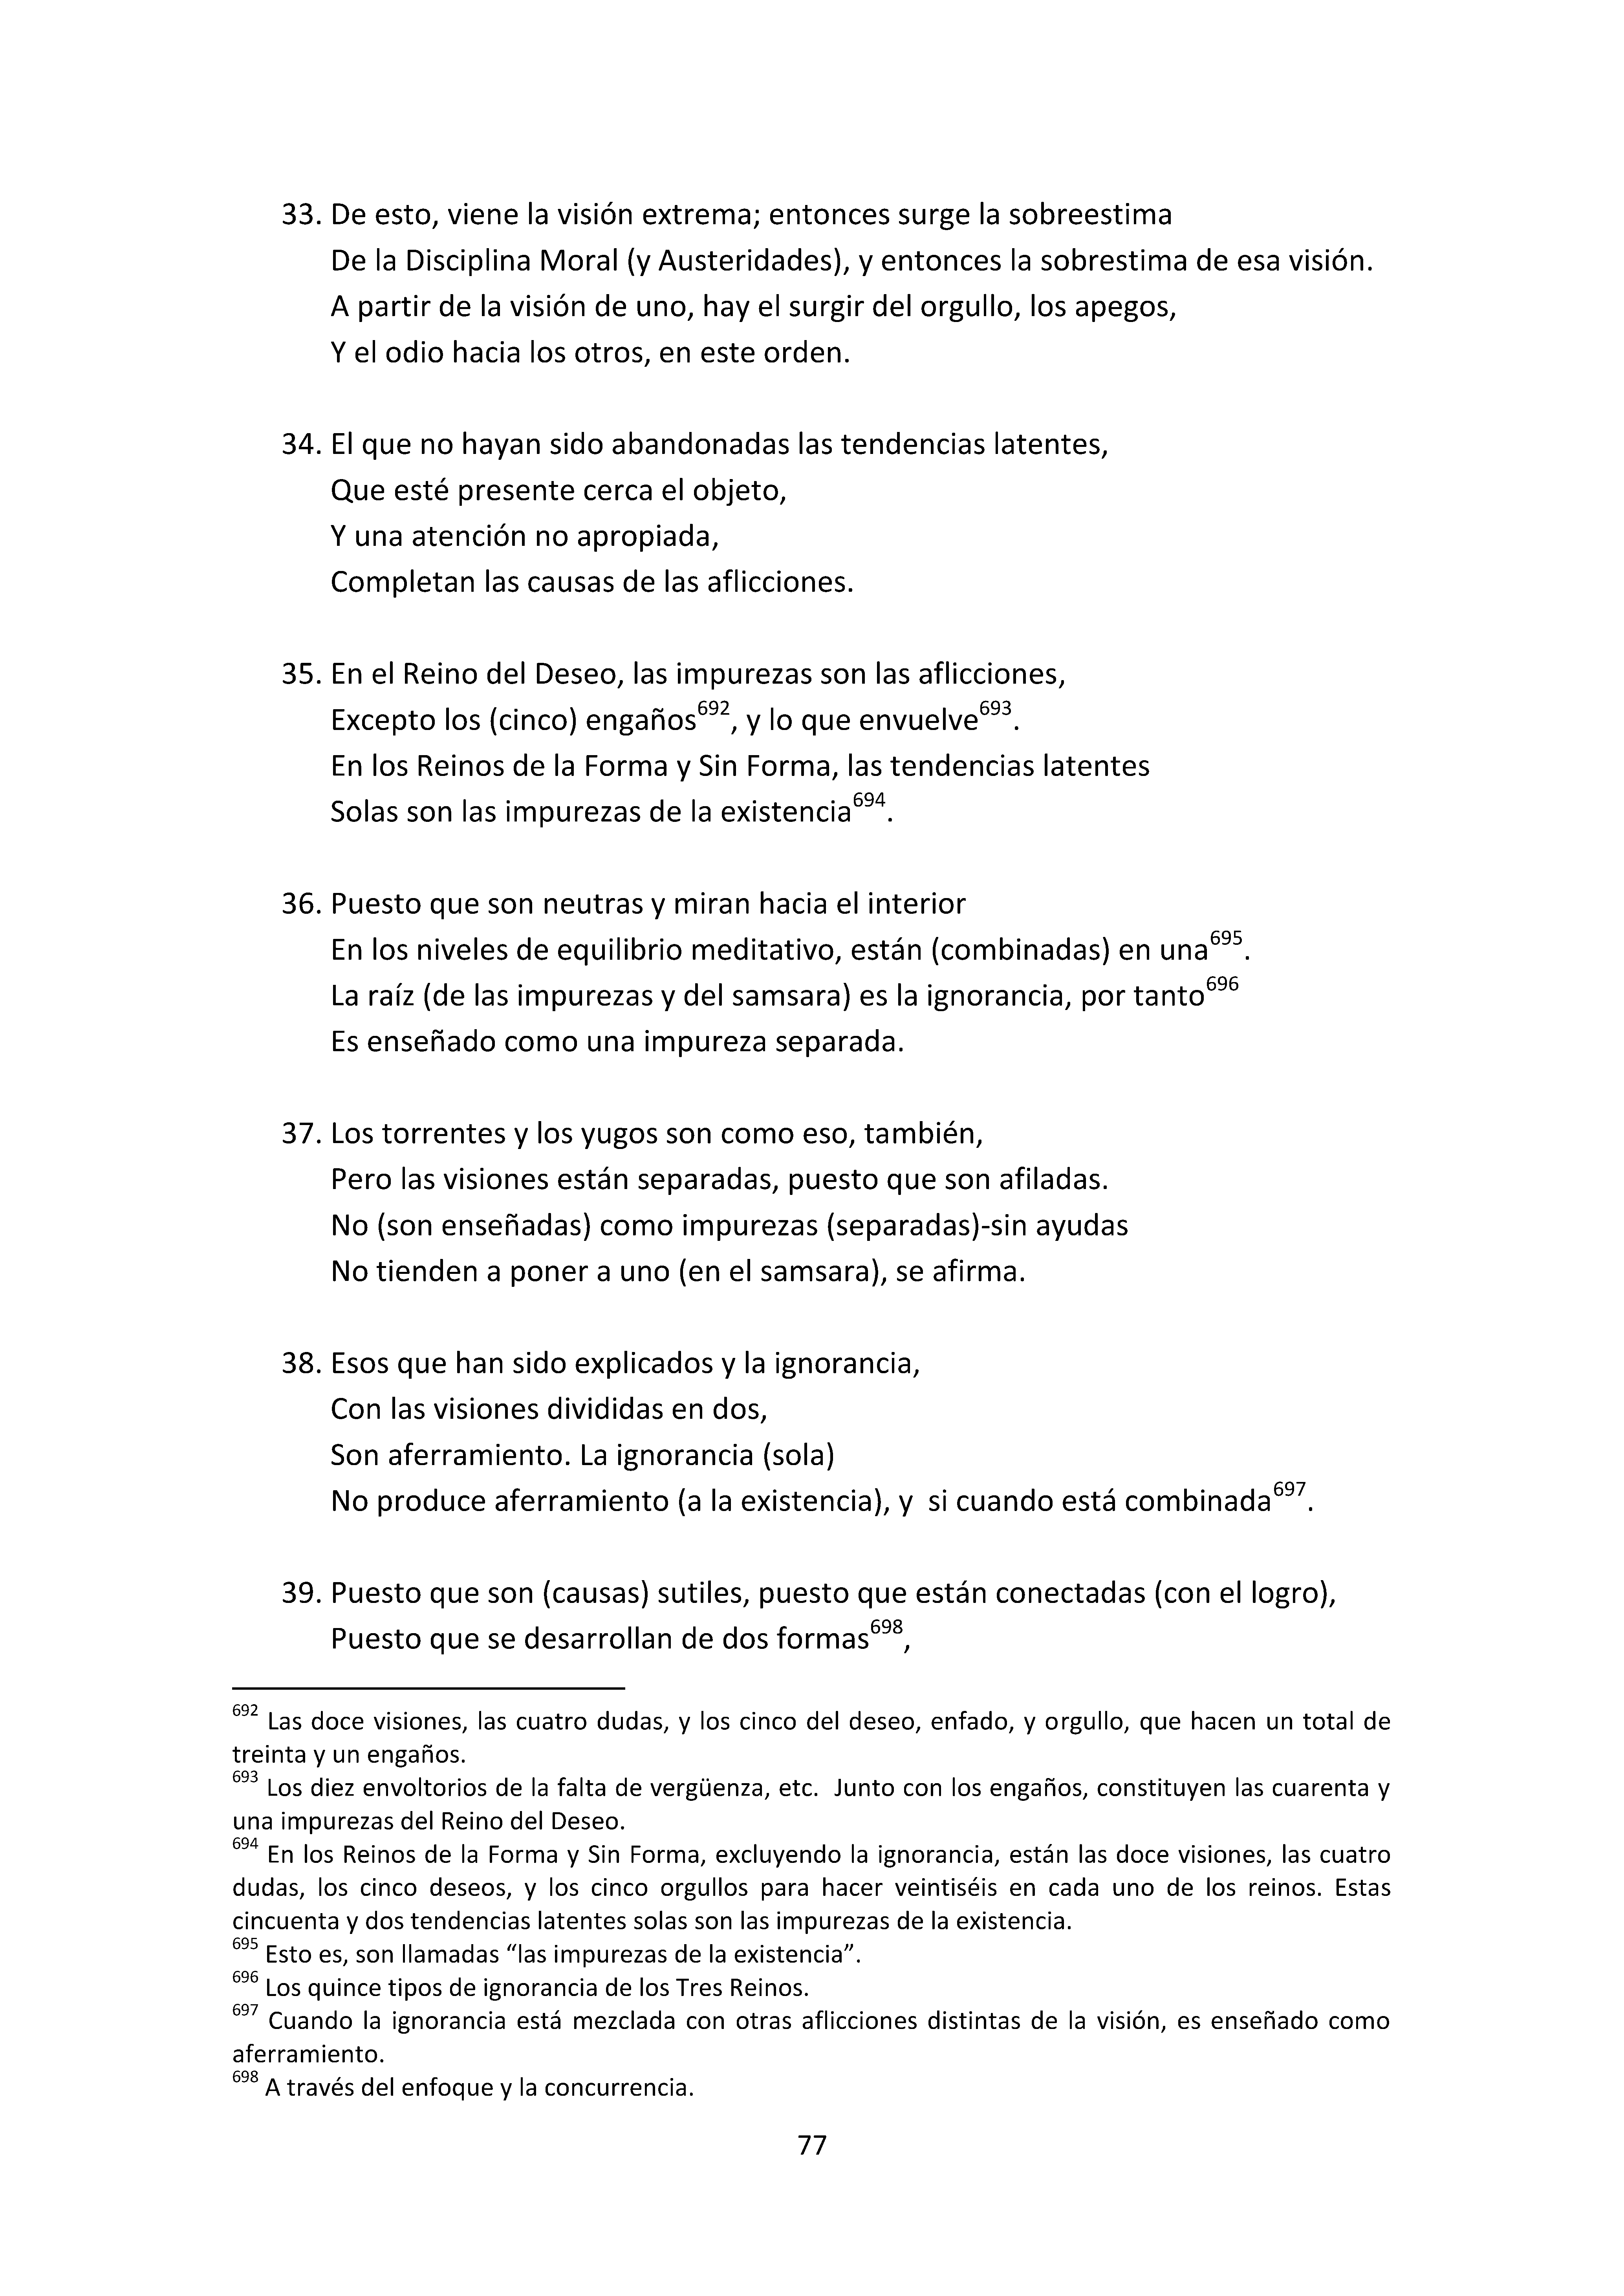 33. De esto, viene la visión extrema; entonces surge la sobreestima
De la Disciplina Moral (y Austeridades), y entonces la sobrestima de esa visión.
A partir de la visión de uno, hay el surgir del orgullo, los apegos,
Y el odio hacia los otros, en este orden.
34. El que no hayan sido abandonadas las tendencias latentes,
Que esté presente cerca el objeto,
Y una atención no apropiada,
Completan las causas de las aflicciones.
35. En el Reino del Deseo, las impurezas son las aflicciones,
Excepto los (cinco) engaños692, y lo que envuelve693.
En los Reinos de la Forma y Sin Forma, las tendencias latentes
Solas son las impurezas de la existencia694.
36. Puesto que son neutras y miran hacia el interior
En los niveles de equilibrio meditativo, están (combinadas) en una695.
La raíz (de las impurezas y del samsara) es la ignorancia, por tanto696
Es enseñado como una impureza separada.
37. Los torrentes y los yugos son como eso, también,
Pero las visiones están separadas, puesto que son afiladas.
No (son enseñadas) como impurezas (separadas)-sin ayudas
No tienden a poner a uno (en el samsara), se afirma.
38. Esos que han sido explicados y la ignorancia,
Con las visiones divididas en dos,
Son aferramiento. La ignorancia (sola)
No produce aferramiento (a la existencia), y  si cuando está combinada697.
39. Puesto que son (causas) sutiles, puesto que están conectadas (con el logro),
Puesto que se desarrollan de dos formas698,
692 Las doce visiones, las cuatro dudas, y los cinco del deseo, enfado, y orgullo, que hacen un total de
treinta y un engaños.
693 Los diez envoltorios de la falta de vergüenza, etc.  Junto con los engaños, constituyen las cuarenta y
una impurezas del Reino del Deseo.
694 En los Reinos de la Forma y Sin Forma, excluyendo la ignorancia, están las doce visiones, las cuatro
dudas, los cinco deseos, y los cinco orgullos para hacer veintiséis en cada uno de los reinos. Estas
cincuenta y dos tendencias latentes solas son las impurezas de la existencia.
695 Esto es, son llamadas “las impurezas de la existencia”.
696 Los quince tipos de ignorancia de los Tres Reinos.
697 Cuando la ignorancia está mezclada con otras aflicciones distintas de la visión, es enseñado como
aferramiento.
698 A través del enfoque y la concurrencia.
77